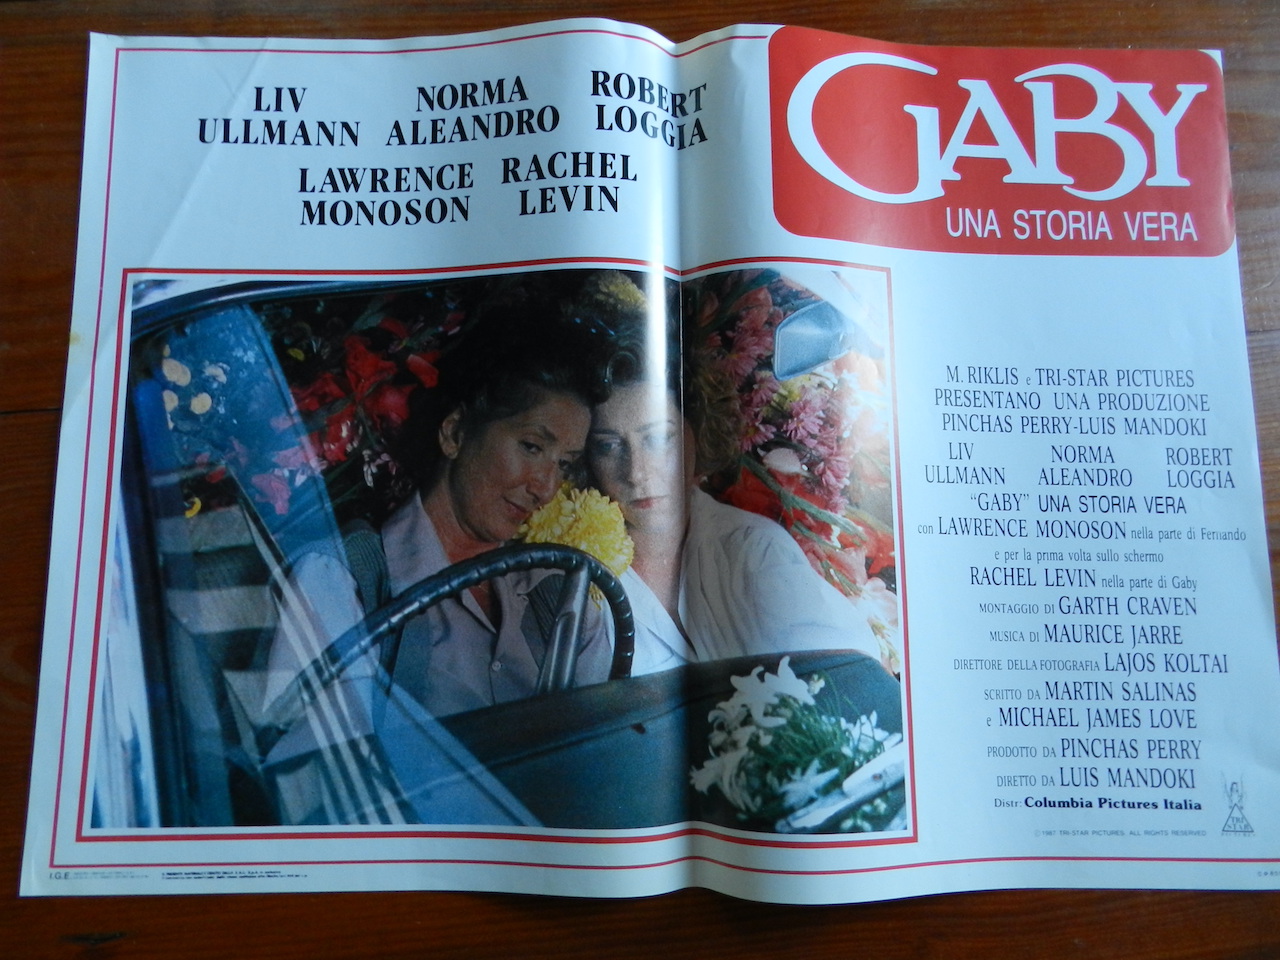 LIV NORMA ROBERT
ULLMANN ALEANDRO LOGGIA
LAWRENCE RACHEL
MONOSON LEVIN
GABY
UNA STORIA VERA
M. RIKLIS e TRI-STAR PICTURES
PRESENTANO UNA PRODUZIONE
PINCHAS PERRY-LUIS MANDOKI
LIV NORMA ROBERT
ULLMANN ALEANDRO LOGGIA
"GABY" UNA STORIA VERA
con LAWRENCE MONOSON nella parte di Fernando
e per la prima volta sullo schermo
RACHEL LEVIN nella parte di Gaby
MONTAGGIO DI GARTH CRAVEN
MUSICA DI MAURICE JARRE
DIRETTORE DELLA FOTOGRAFIA LAJOS KOLTAI
SCRITTO DA MARTIN SALINAS
e MICHAEL JAMES LOVE
PRODOTTO DA PINCHAS PERRY
DIRETTO DA LUIS MANDOKI
Distr: Columbia Pictures Italia
TRI
STAR
© 1987 TRI-STAR PICTURES. ALL RIGHTS RESERVED
I.G.E.